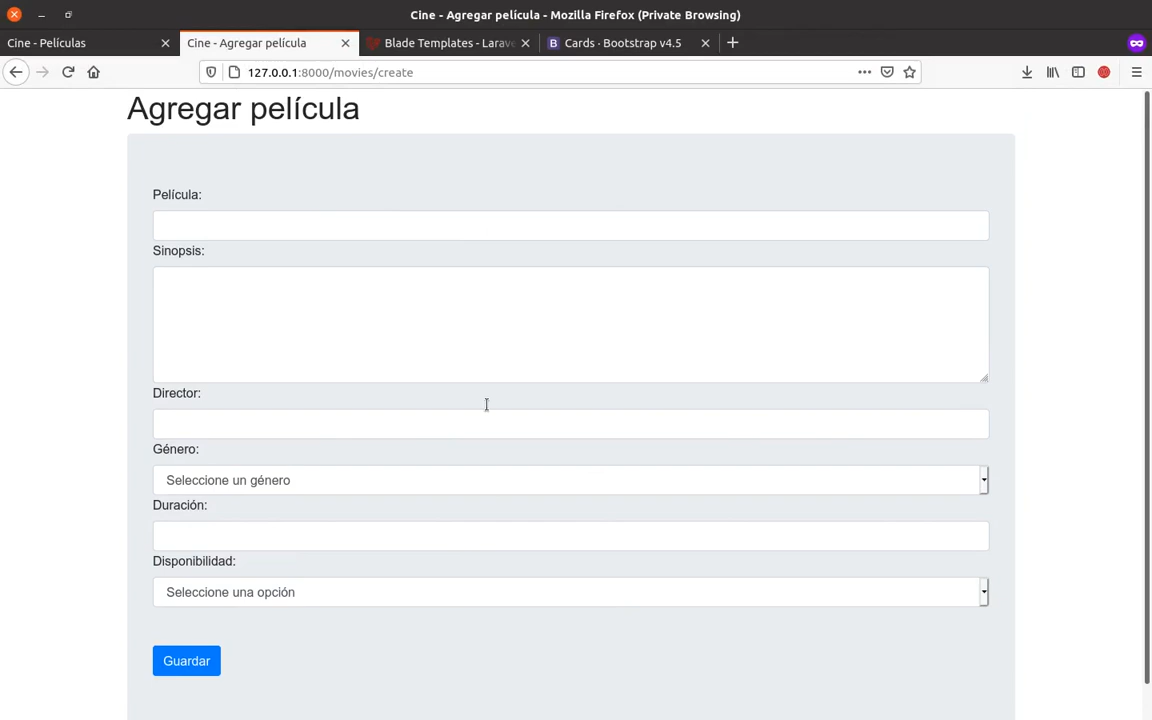 Cine - Agregar película - Mozilla Firefox (Private Browsing)
Cine - Películas
Cine - Agregar película
Blade Templates - Larave
Cards · Bootstrap v4.5
127.0.0.1:8000/movies/create
Agregar película
Película:
Sinopsis:
Director:
Género:
Seleccione un género
Duración:
Disponibilidad:
Seleccione una opción
Guardar